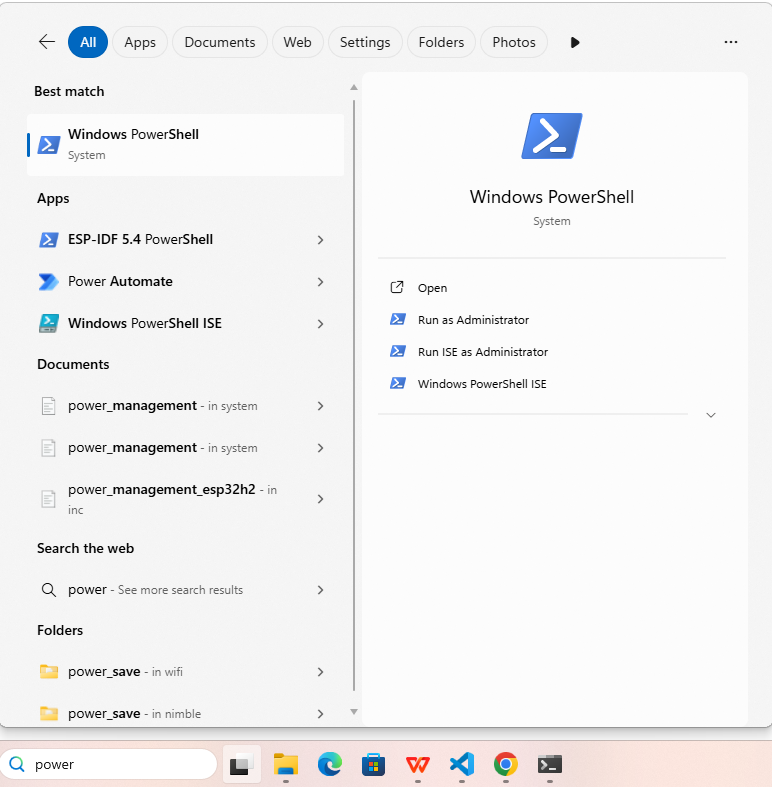 All Apps Documents Web Settings Folders Photos
Best match
Windows PowerShell
System
Apps
ESP-IDF 5.4 PowerShell
Power Automate
Windows PowerShell ISE
Documents
power_management - in system
power_management - in system
power_management_esp32h2 - in
inc
Search the web
power - See more search results
Folders
power_save - in wifi
power_save - in nimble
Windows PowerShell
System
Open
Run as Administrator
Run ISE as Administrator
Windows PowerShell ISE
power